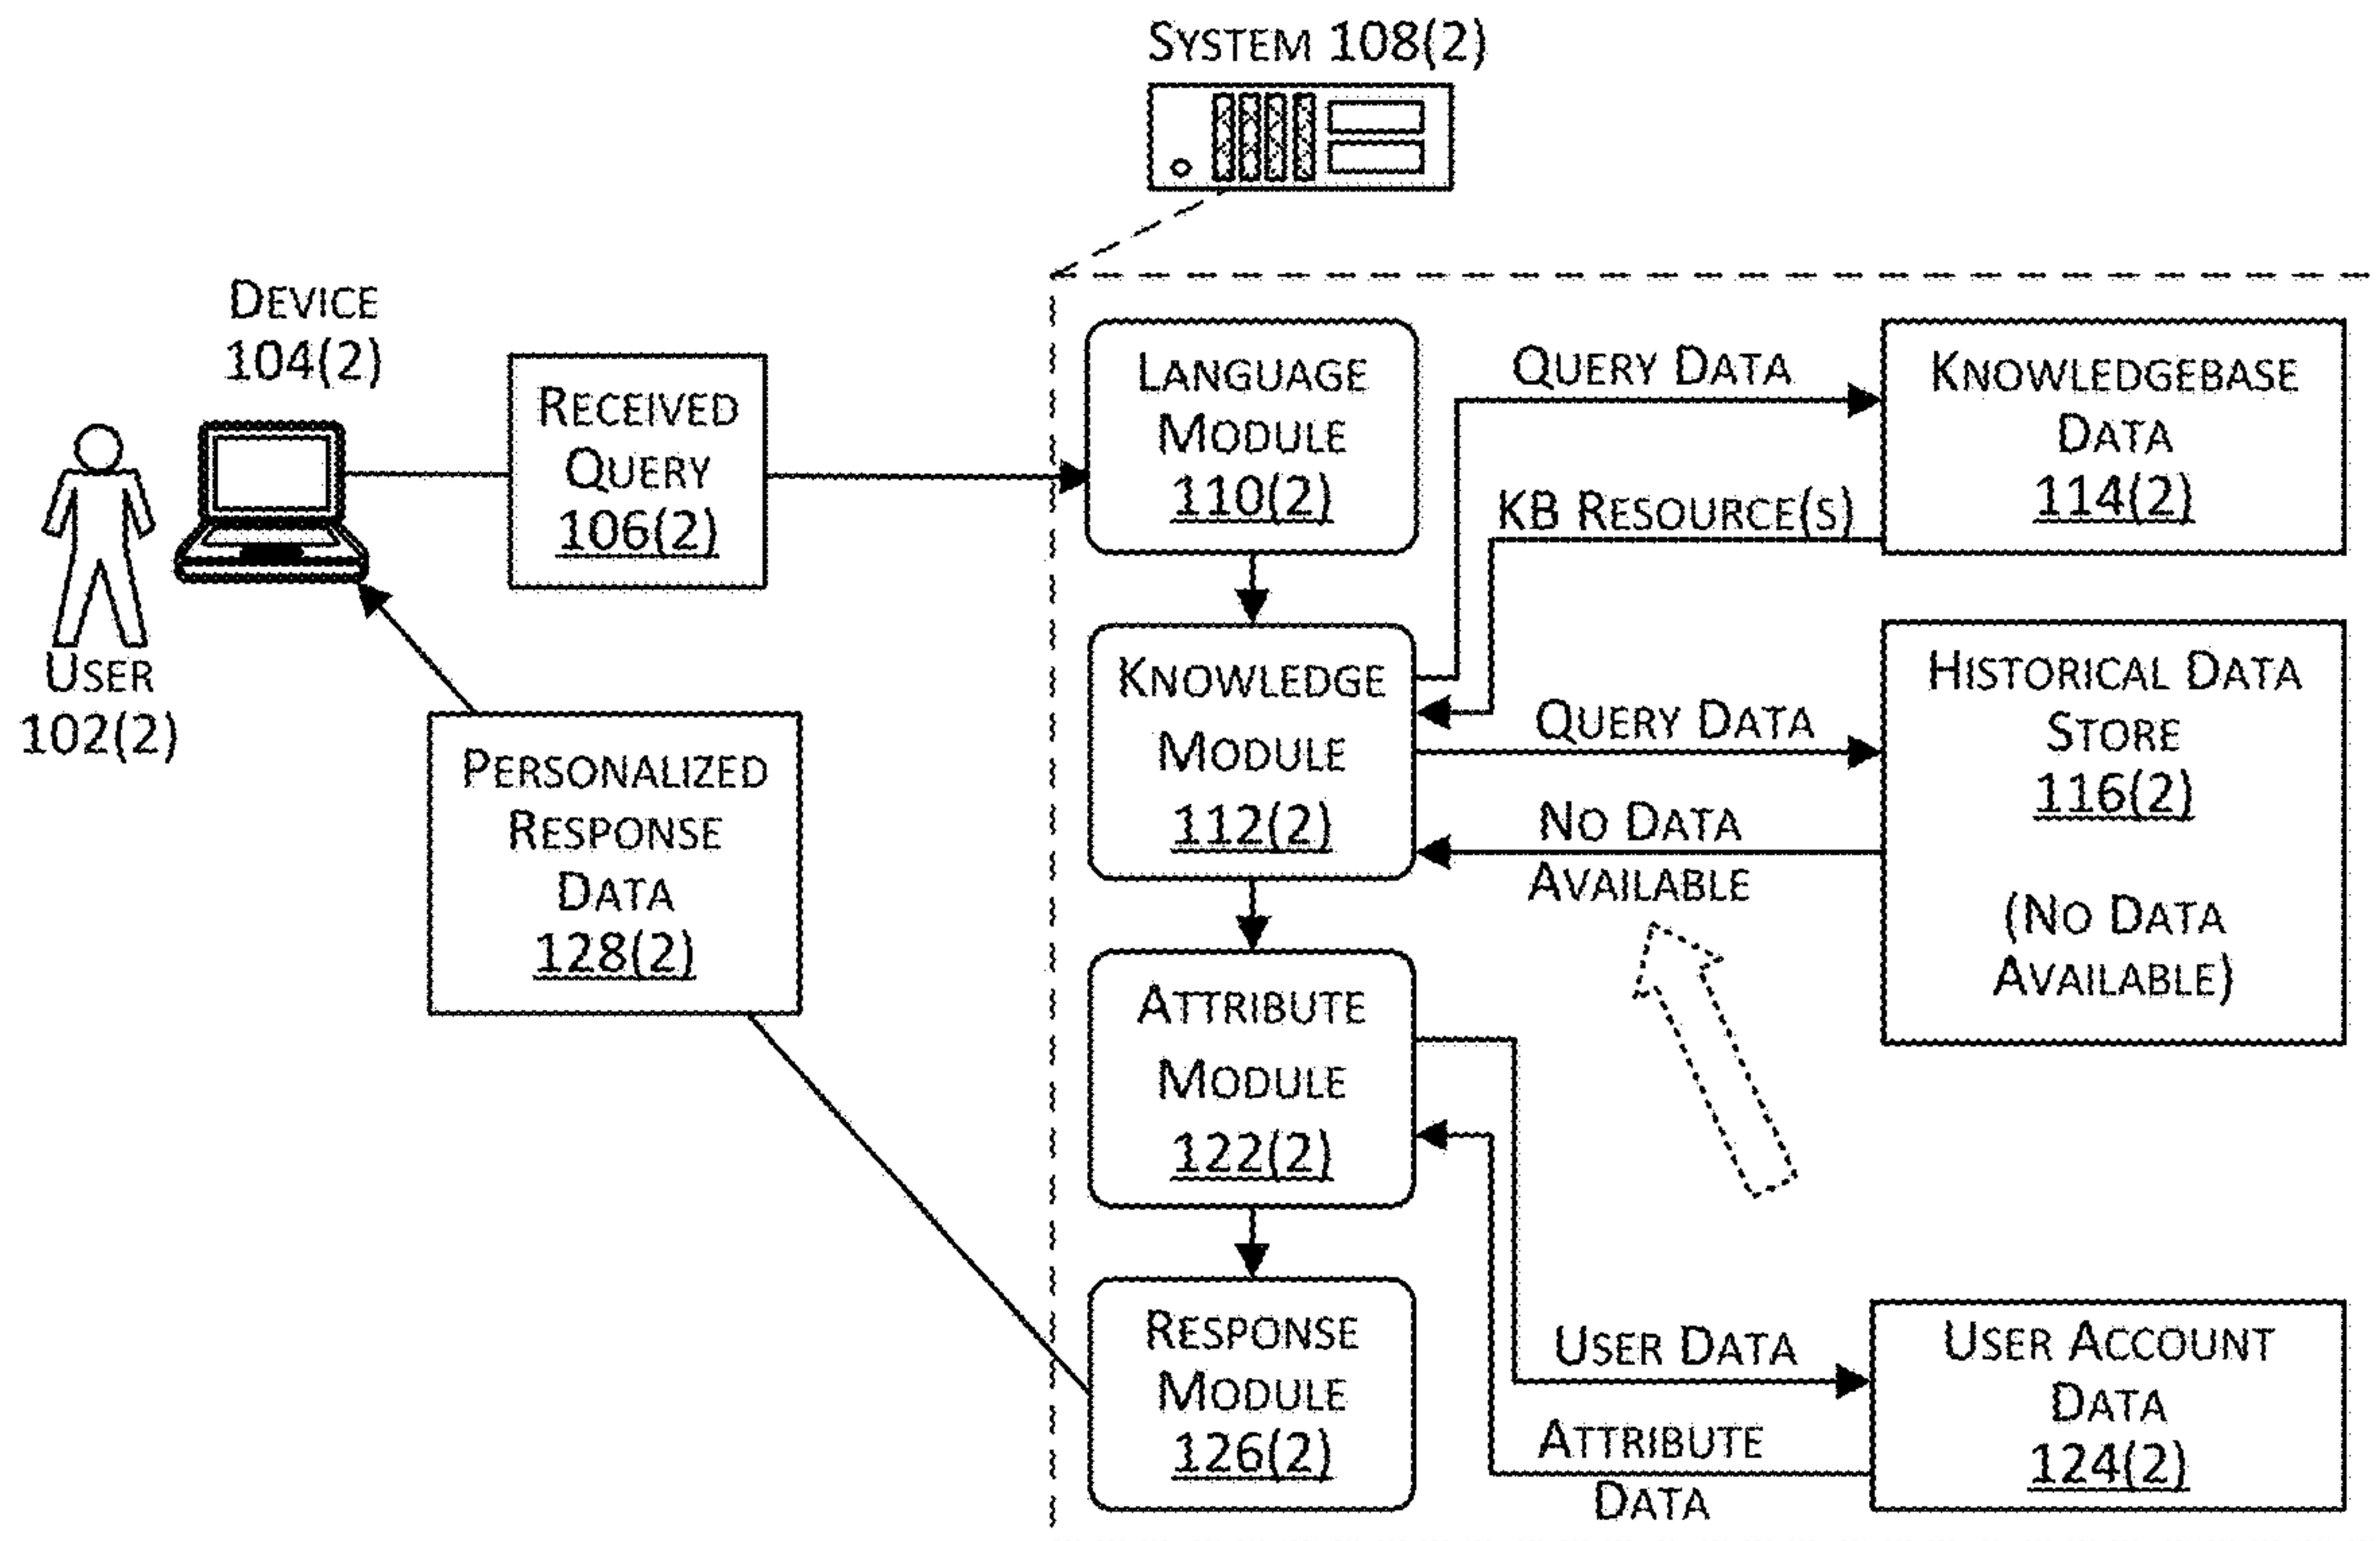 SYSTEM 108(2)
DEVICE
104(2)
USER
102(2)
RECEIVED
QUERY
106(2)
PERSONALIZED
RESPONSE
DATA
128(2)
LANGUAGE
MODULE
110(2)
QUERY DATA
KB RESOURCE(S)
KNOWLEDGEBASE
DATA
114(2)
KNOWLEDGE
MODULE
112(2)
QUERY DATA
NO DATA
AVAILABLE
HISTORICAL DATA
STORE
116(2)
(NO DATA
AVAILABLE)
ATTRIBUTE
MODULE
122(2)
RESPONSE
MODULE
126(2)
USER DATA
ATTRIBUTE
DATA
USER ACCOUNT
DATA
124(2)